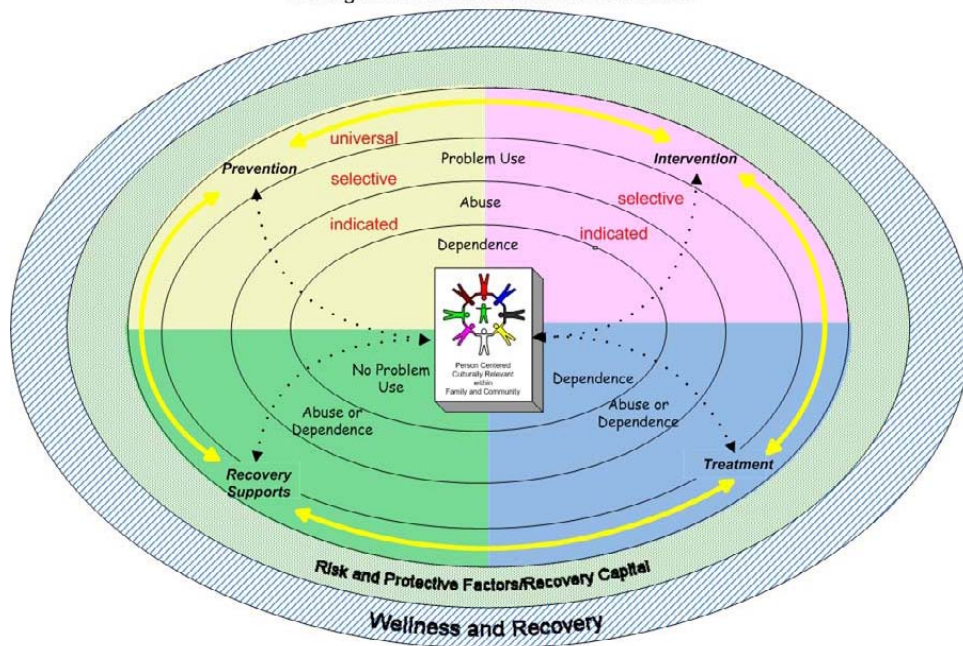 universal
Prevention
Problem Use
Intervention
selective
Abuse
selective
indicated
Dependence
indicated
Person Centered
Culturally Relevant
within
Family and Community
No Problem
Use
Dependence
Abuse or
Dependence
Abuse or
Dependence
Recovery
Supports
Treatment
Risk and Protective Factors/Recovery Capital
Wellness and Recovery